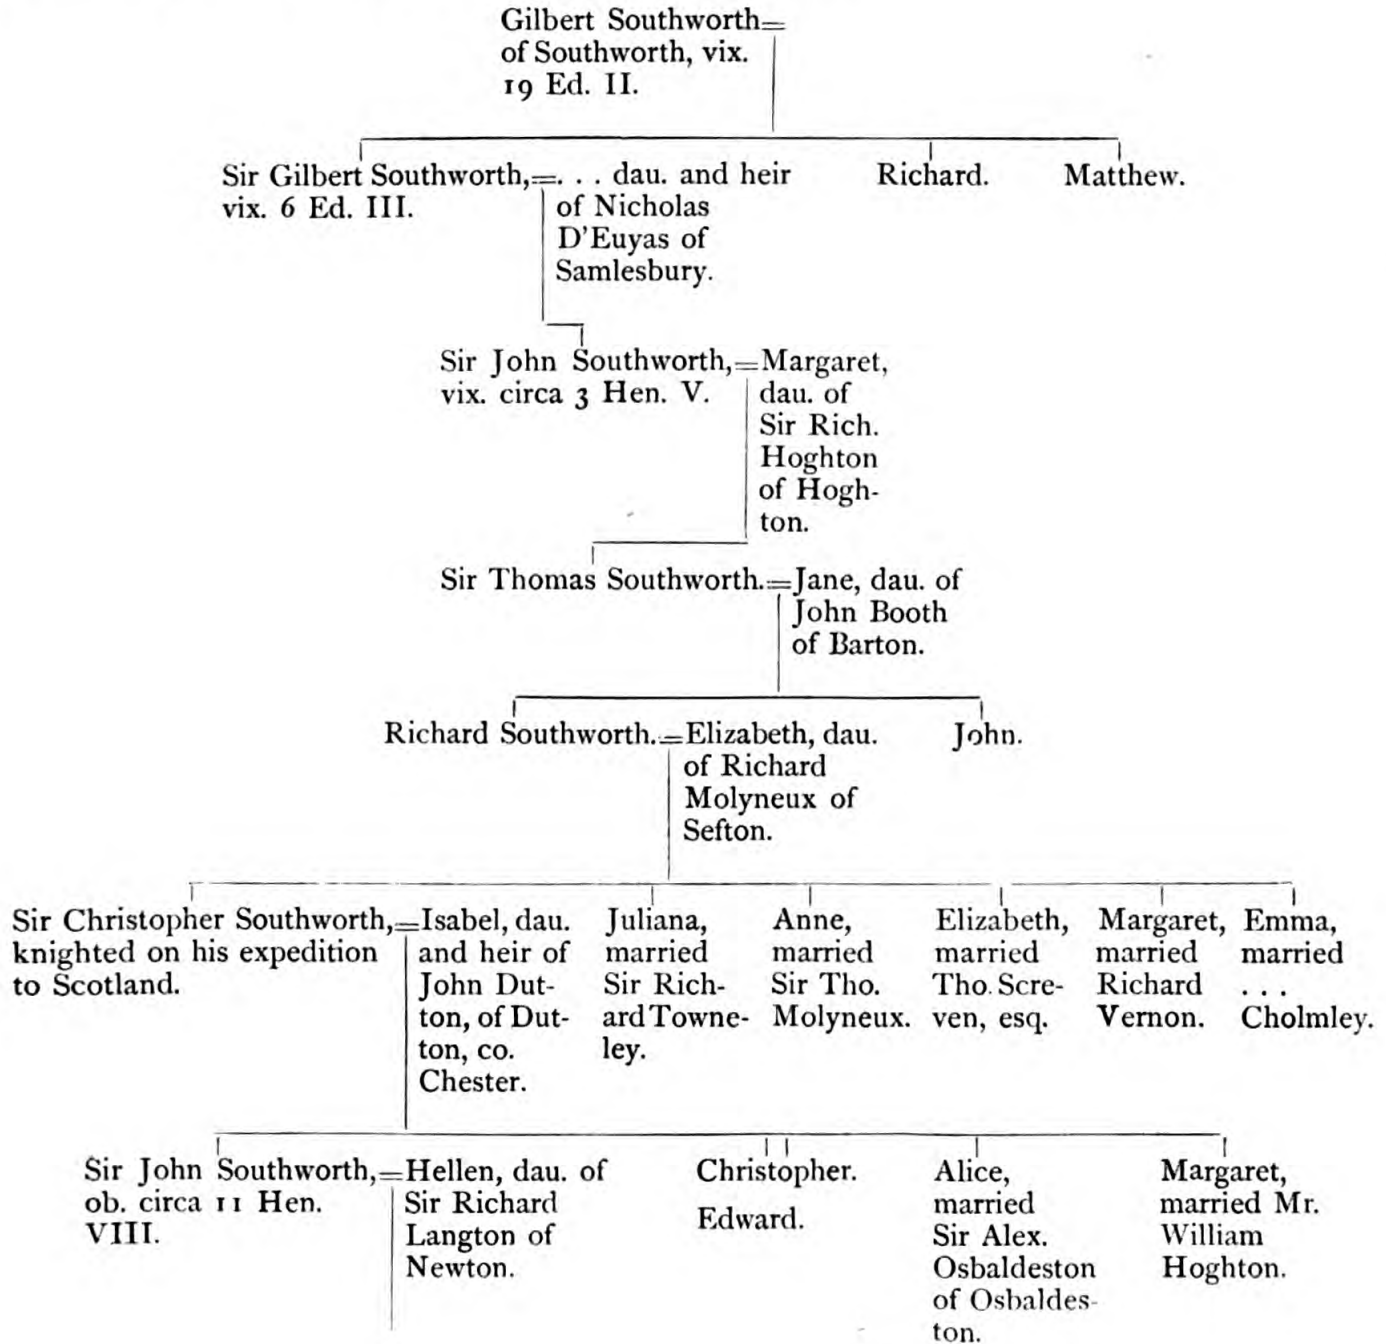 Gilbert Southworth=
of Southworth, vix.
19 Ed. II.
Sir Gilbert Southworth,=. . . dau. and heir
vix. 6 Ed. III.
of Nicholas
D'Euyas of
Samlesbury.
Richard.
Matthew.
Sir John Southworth,=Margaret,
vix. circa 3 Hen. V.
dau. of
Sir Rich.
Hoghton
of Hogh-
ton.
Sir Thomas Southworth.=Jane, dau. of
John Booth
of Barton.
Richard Southworth.=Elizabeth, dau.
of Richard
Molyneux of
Sefton.
John.
Sir Christopher Southworth,=Isabel, dau.
knighted on his expedition
to Scotland.
and heir of
John Dut-
ton, of Dut-
ton, co.
Chester.
Juliana,
married
Sir Rich-
ard Towne-
ley.
Anne,
married
Sir Tho.
Molyneux.
Elizabeth,
married
Tho. Scre-
ven, esq.
Margaret,
married
Richard
Vernon.
Emma,
married
. . .
Cholmley.
Sir John Southworth,=Hellen, dau. of
ob. circa 11 Hen.
VIII.
Sir Richard
Langton of
Newton.
Christopher.
Edward.
Alice,
married
Sir Alex.
Osbaldeston
of Osbaldes-
ton.
Margaret,
married Mr.
William
Hoghton.